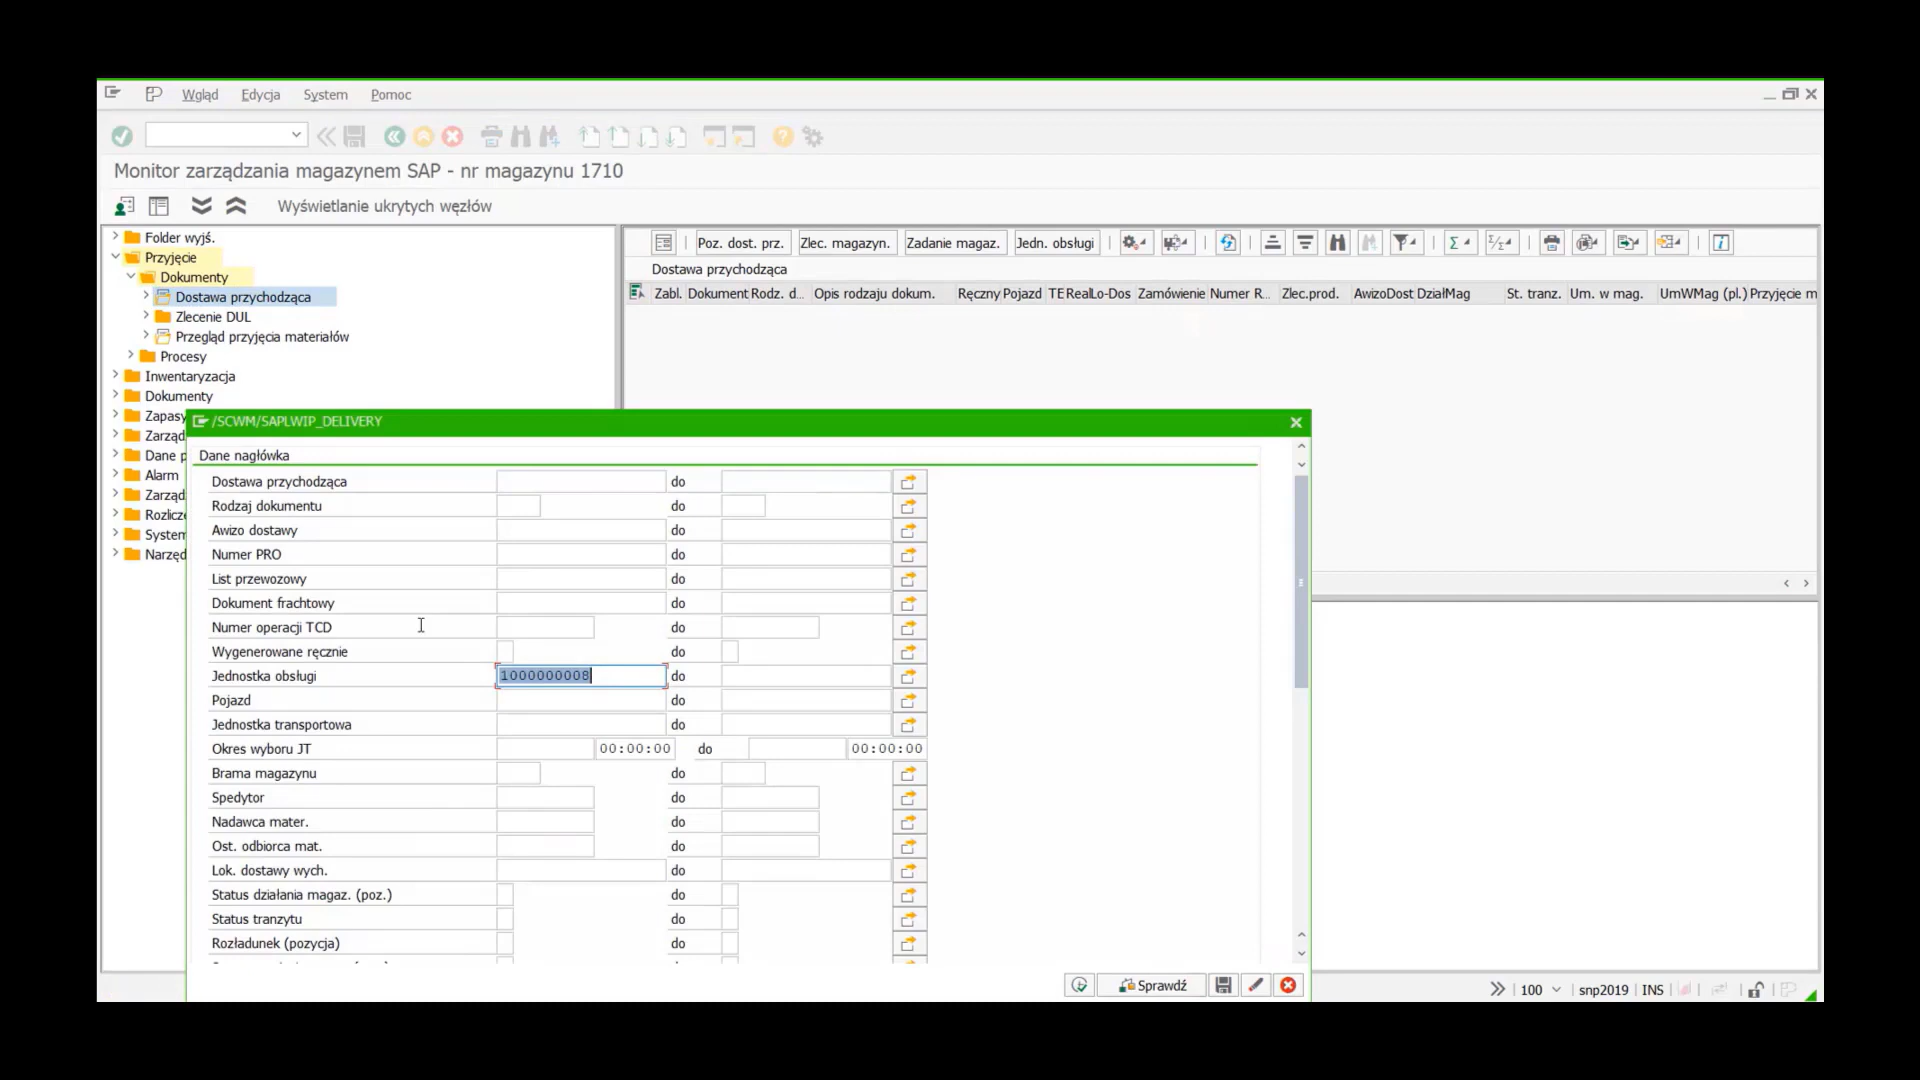 Wgląd Edycja System Pomoc
Monitor zarządzania magazynem SAP - nr magazynu 1710
Wyświetlanie ukrytych węzłów
Folder wyjś.
Przyjęcie
Dokumenty
Dostawa przychodząca
Zlecenie DUL
Przegląd przyjęcia materiałów
Procesy
Inwentaryzacja
Dokumenty
Zapasy
Zarząd
Dane p
Alarm
Zarząd
Rozlicze
System
Narzęd
Poz. dost. prz. Zlec. magazyn. Zadanie magaz. Jedn. obsługi
Dostawa przychodząca
Zabl. Dokument Rodz. d... Opis rodzaju dokum. Ręczny Pojazd TE RealLo-Dos Zamówienie Numer R... Zlec.prod. AwizoDost DziałMag St. tranz. Um. w mag. UmWMag (pl.) Przyjęcie m
/SCWM/SAPLWIP_DELIVERY
Dane nagłówka
Dostawa przychodząca do
Rodzaj dokumentu do
Awizo dostawy do
Numer PRO do
List przewozowy do
Dokument frachtowy do
Numer operacji TCD do
Wygenerowane ręcznie do
Jednostka obsługi 1000000008 do
Pojazd do
Jednostka transportowa do
Okres wyboru JT 00:00:00 do 00:00:00
Brama magazynu do
Spedytor do
Nadawca mater. do
Ost. odbiorca mat. do
Lok. dostawy wych. do
Status działania magaz. (poz.) do
Status tranzytu do
Rozładunek (pozycja) do
Sprawdź
100 snp2019 INS